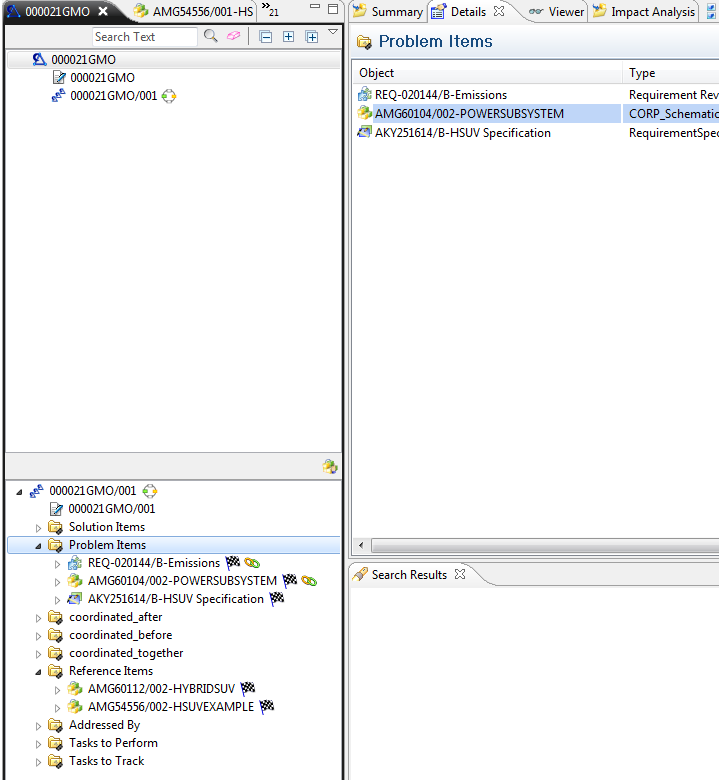 000021GMO
AMG54556/001-HS
21
Search Text
000021GMO
000021GMO
000021GMO/001
000021GMO/001
000021GMO/001
Solution Items
Problem Items
REQ-020144/B-Emissions
AMG60104/002-POWERSUBSYSTEM
AKY251614/B-HSUV Specification
coordinated_after
coordinated_before
coordinated_together
Reference Items
AMG60112/002-HYBRIDSUV
AMG54556/002-HSUVEXAMPLE
Addressed By
Tasks to Perform
Tasks to Track
Summary Details Viewer Impact Analysis
Problem Items
Object Type
REQ-020144/B-Emissions Requirement Rev
AMG60104/002-POWERSUBSYSTEM CORP_Schematic
AKY251614/B-HSUV Specification RequirementSpec
Search Results